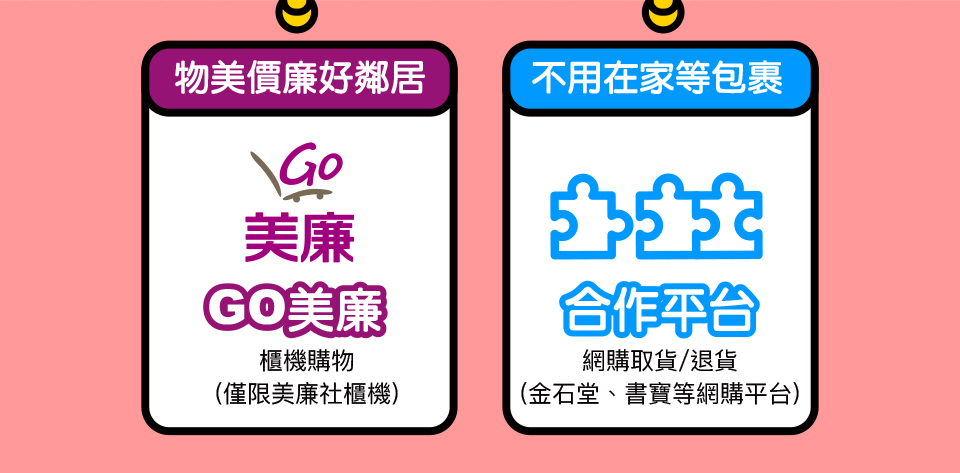 物美價廉好鄰居
Go
美廉
GO美廉
櫃機購物
(僅限美廉社櫃機)
不用在家等包裹
合作平台
網購取貨/退貨
(金石堂、書寶等網購平台)